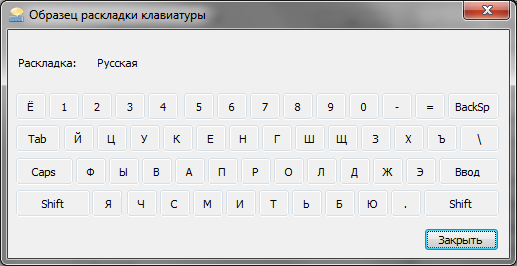 Образец раскладки клавиатуры
Раскладка: Русская
Ё 1 2 3 4 5 6 7 8 9 0 - = BackSp
Tab Й Ц У К Е Н Г Ш Щ З Х Ъ \
Caps Ф Ы В А П Р О Л Д Ж Э Ввод
Shift Я Ч С М И Т Ь Б Ю . Shift
Закрыть